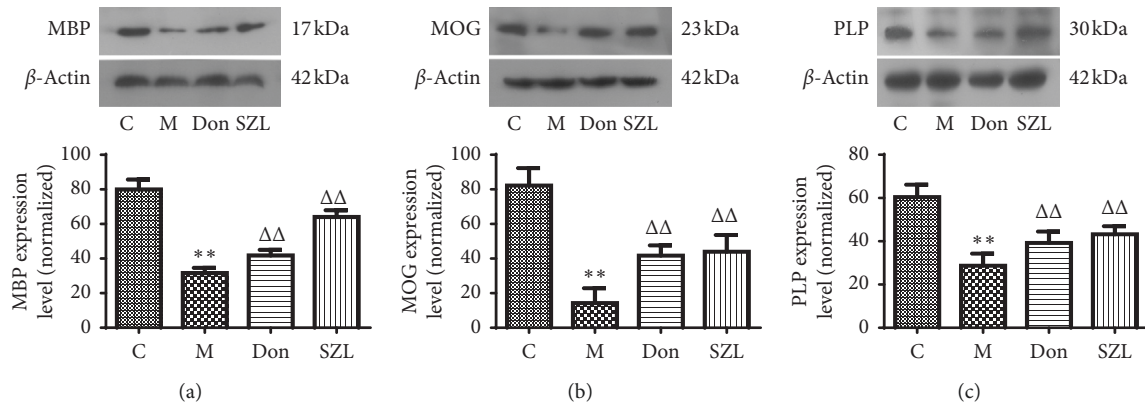 MBP 17 kDa
β-Actin 42 kDa
C M Don SZL
MBP expression
level (normalized)
100
80
60
40
20
0
**
ΔΔ
ΔΔ
C M Don SZL
(a)
MOG 23 kDa
β-Actin 42 kDa
C M Don SZL
MOG expression
level (normalized)
100
80
60
40
20
0
**
ΔΔ
ΔΔ
C M Don SZL
(b)
PLP 30 kDa
β-Actin 42 kDa
C M Don SZL
PLP expression
level (normalized)
80
60
40
20
0
**
ΔΔ
ΔΔ
C M Don SZL
(c)